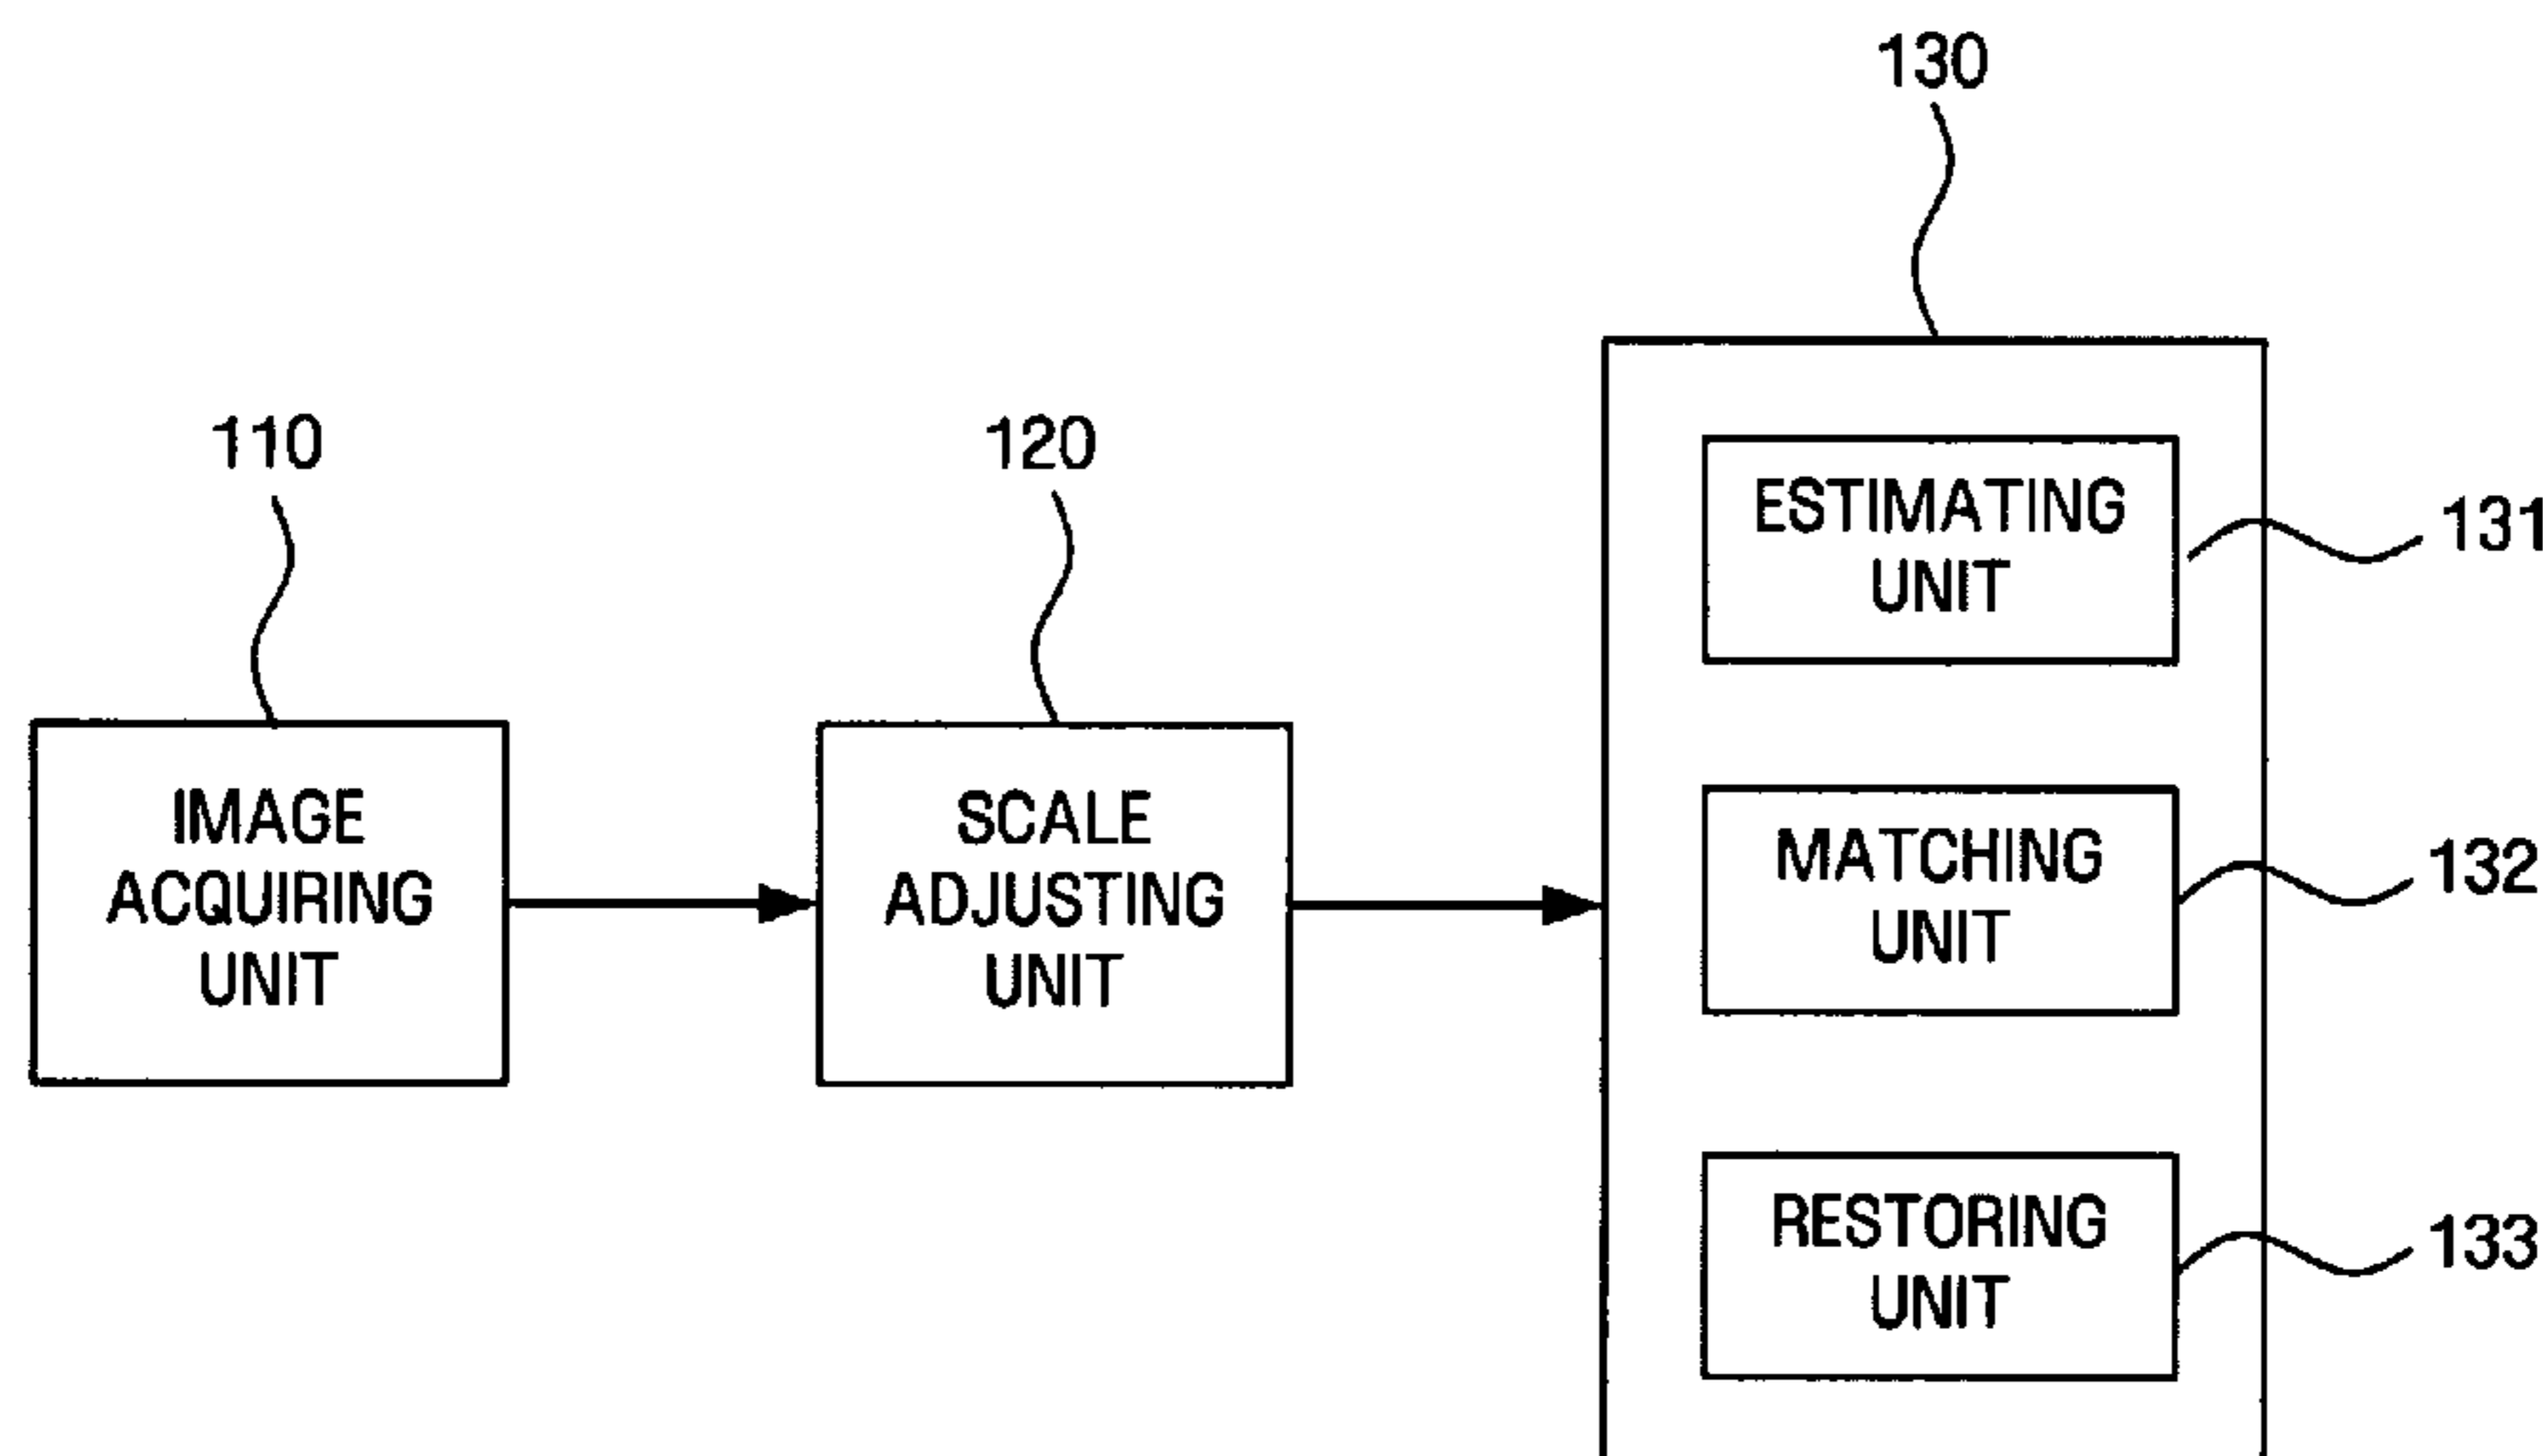 130
110
120
ESTIMATING
UNIT
131
IMAGE
ACQUIRING
UNIT
SCALE
ADJUSTING
UNIT
MATCHING
UNIT
132
RESTORING
UNIT
133